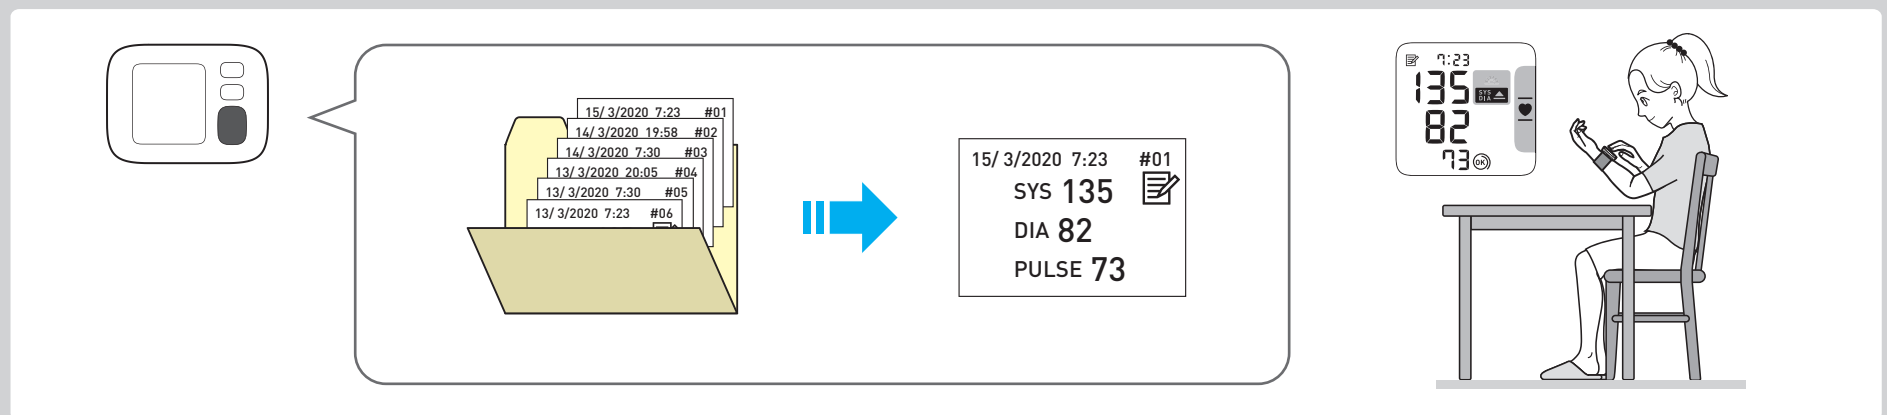 15/ 3/2020 7:23 #01
14/ 3/2020 19:58 #02
14/ 3/2020 7:30 #03
13/ 3/2020 20:05 #04
13/ 3/2020 7:30 #05
13/ 3/2020 7:23 #06
15/ 3/2020 7:23 #01
SYS 135
DIA 82
PULSE 73
7:23
135
SYS
DIA
82
73 OK